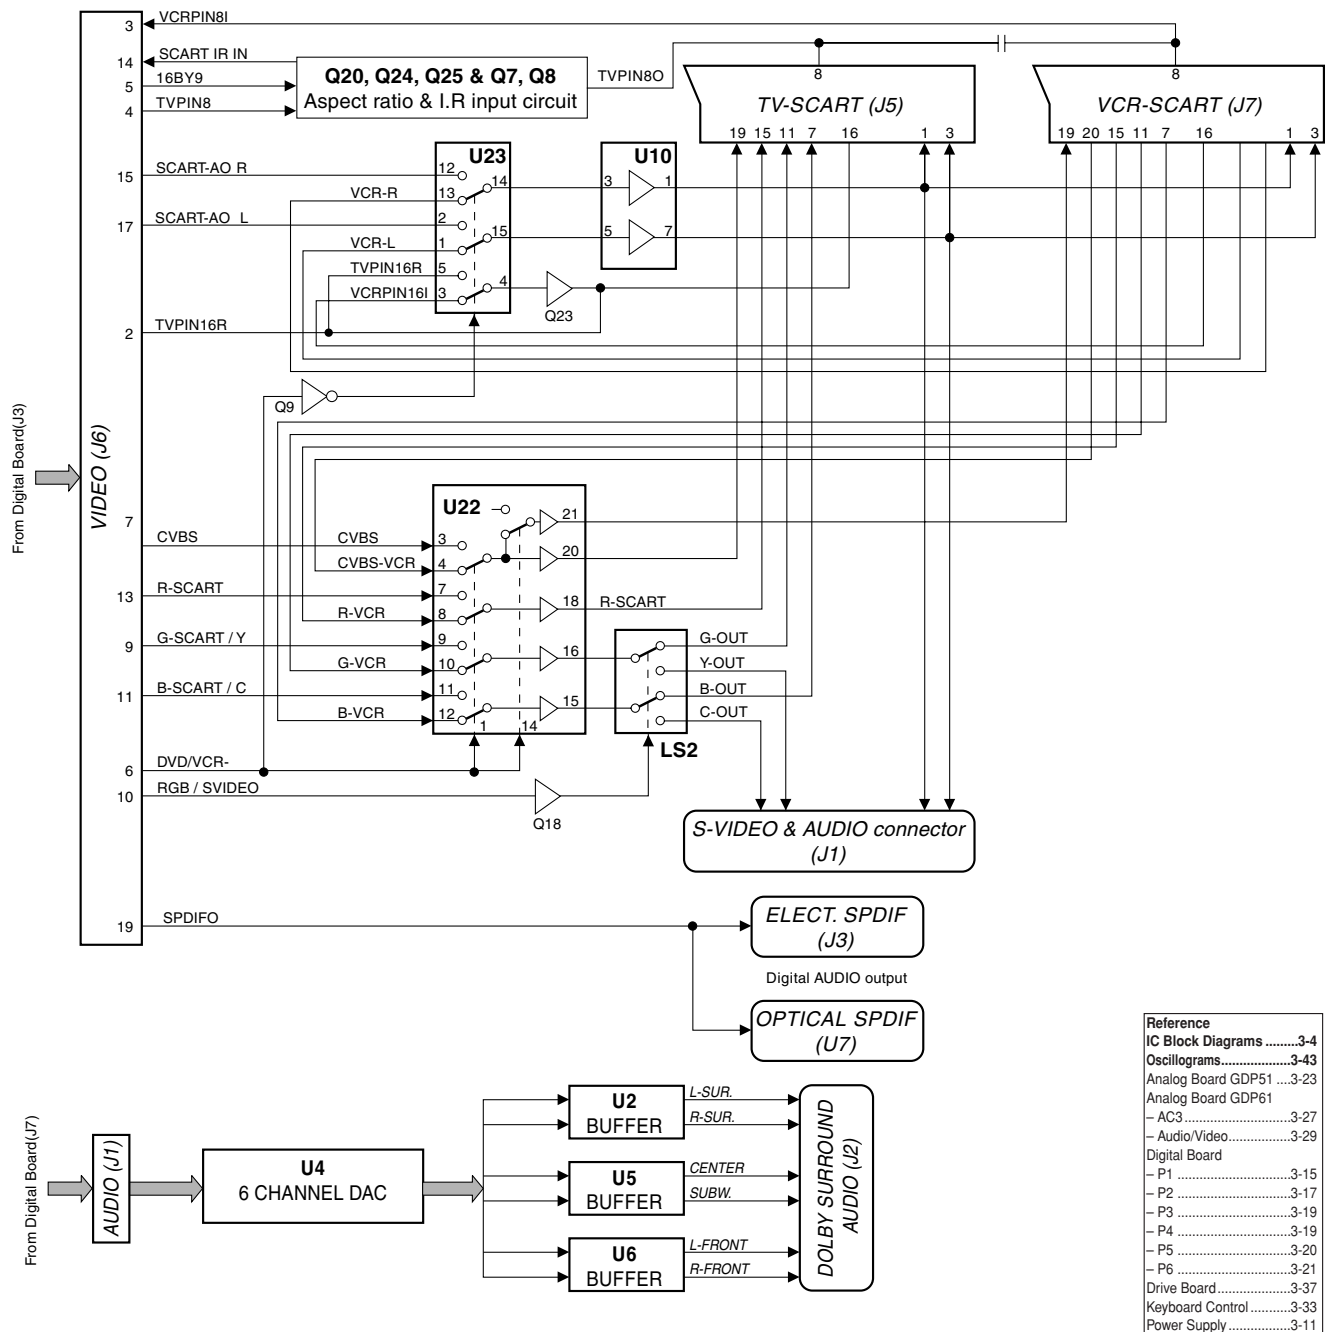 VCRPIN8I
3
SCART IR IN
14
16BY9
5
TVPIN8
4
Q20, Q24, Q25 & Q7, Q8
Aspect ratio & I.R input circuit
TVPIN8O
8
TV-SCART (J5)
19 15 11 7 16 1 3
8
VCR-SCART (J7)
19 20 15 11 7 16 1 3
U23
U10
SCART-AO R
15
12
14
3
1
VCR-R
13
SCART-AO L
17
2
15
5
7
VCR-L
1
TVPIN16R
5
4
VCRPIN16I
3
Q23
TVPIN16R
2
Q9
From Digital Board(J3)
VIDEO (J6)
U22
7
21
CVBS
CVBS
3
20
CVBS-VCR
4
R-SCART
13
7
18
R-SCART
R-VCR
8
G-SCART / Y
9
9
16
G-OUT
G-VCR
10
Y-OUT
B-SCART / C
11
11
15
B-OUT
B-VCR
12
C-OUT
1
14
LS2
DVD/VCR-
6
RGB / SVIDEO
10
Q18
S-VIDEO & AUDIO connector
(J1)
SPDIFO
19
ELECT. SPDIF
(J3)
Digital AUDIO output
OPTICAL SPDIF
(U7)
From Digital Board(J7)
AUDIO (J1)
U4
6 CHANNEL DAC
U2
BUFFER
L-SUR.
R-SUR.
U5
BUFFER
CENTER
SUBW.
U6
BUFFER
L-FRONT
R-FRONT
DOLBY SURROUND
AUDIO (J2)
Reference
IC Block Diagrams .........3-4
Oscillograms...................3-43
Analog Board GDP51 ....3-23
Analog Board GDP61
– AC3.............................3-27
– Audio/Video.................3-29
Digital Board
– P1 ...............................3-15
– P2 ...............................3-17
– P3 ...............................3-19
– P4 ...............................3-19
– P5 ...............................3-20
– P6 ...............................3-21
Drive Board....................3-37
Keyboard Control ...........3-33
Power Supply .................3-11